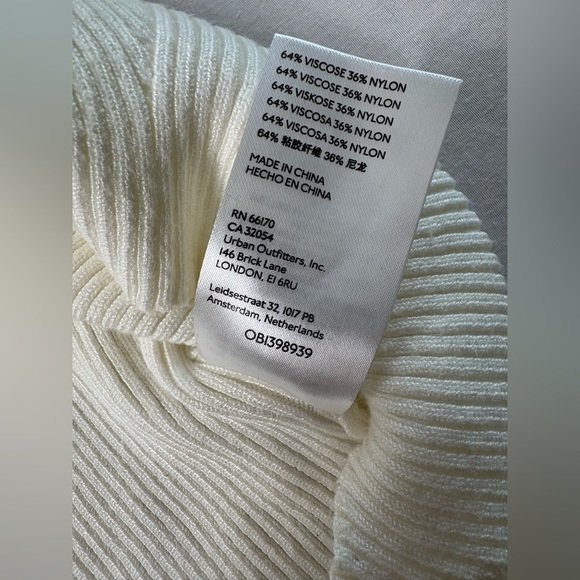 64% VISCOSE 36% NYLON
64% VISCOSE 36% NYLON
64% VISKOSE 36% NYLON
64% VISCOSA 36% NYLON
64% VISCOSA 36% NYLON
64% 粘胶纤维 36% 尼龙
MADE IN CHINA
HECHO EN CHINA
RN 66170
CA 32054
Urban Outfitters, Inc.
146 Brick Lane
LONDON, E1 6RU
Leidsestraat 32, 1017 PB
Amsterdam, Netherlands
OB1398939